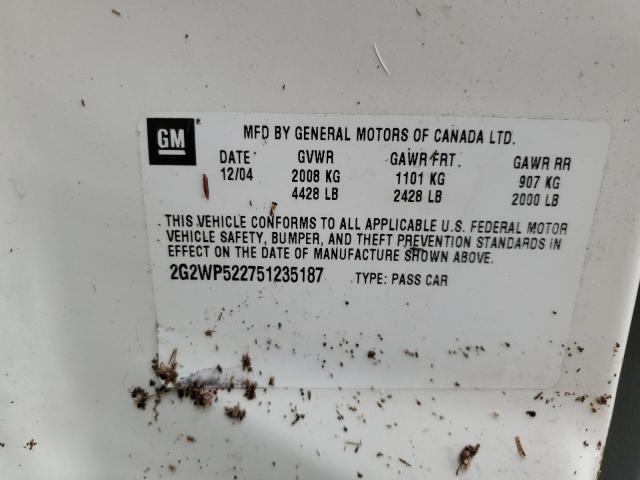 GM
MFD BY GENERAL MOTORS OF CANADA LTD.
DATE GVWR GAWR FRT. GAWR RR
12/04 2008 KG 1101 KG 907 KG
4428 LB 2428 LB 2000 LB
THIS VEHICLE CONFORMS TO ALL APPLICABLE U.S. FEDERAL MOTOR
VEHICLE SAFETY, BUMPER, AND THEFT PREVENTION STANDARDS IN
EFFECT ON THE DATE OF MANUFACTURE SHOWN ABOVE.
2G2WP522751235187 TYPE: PASS CAR